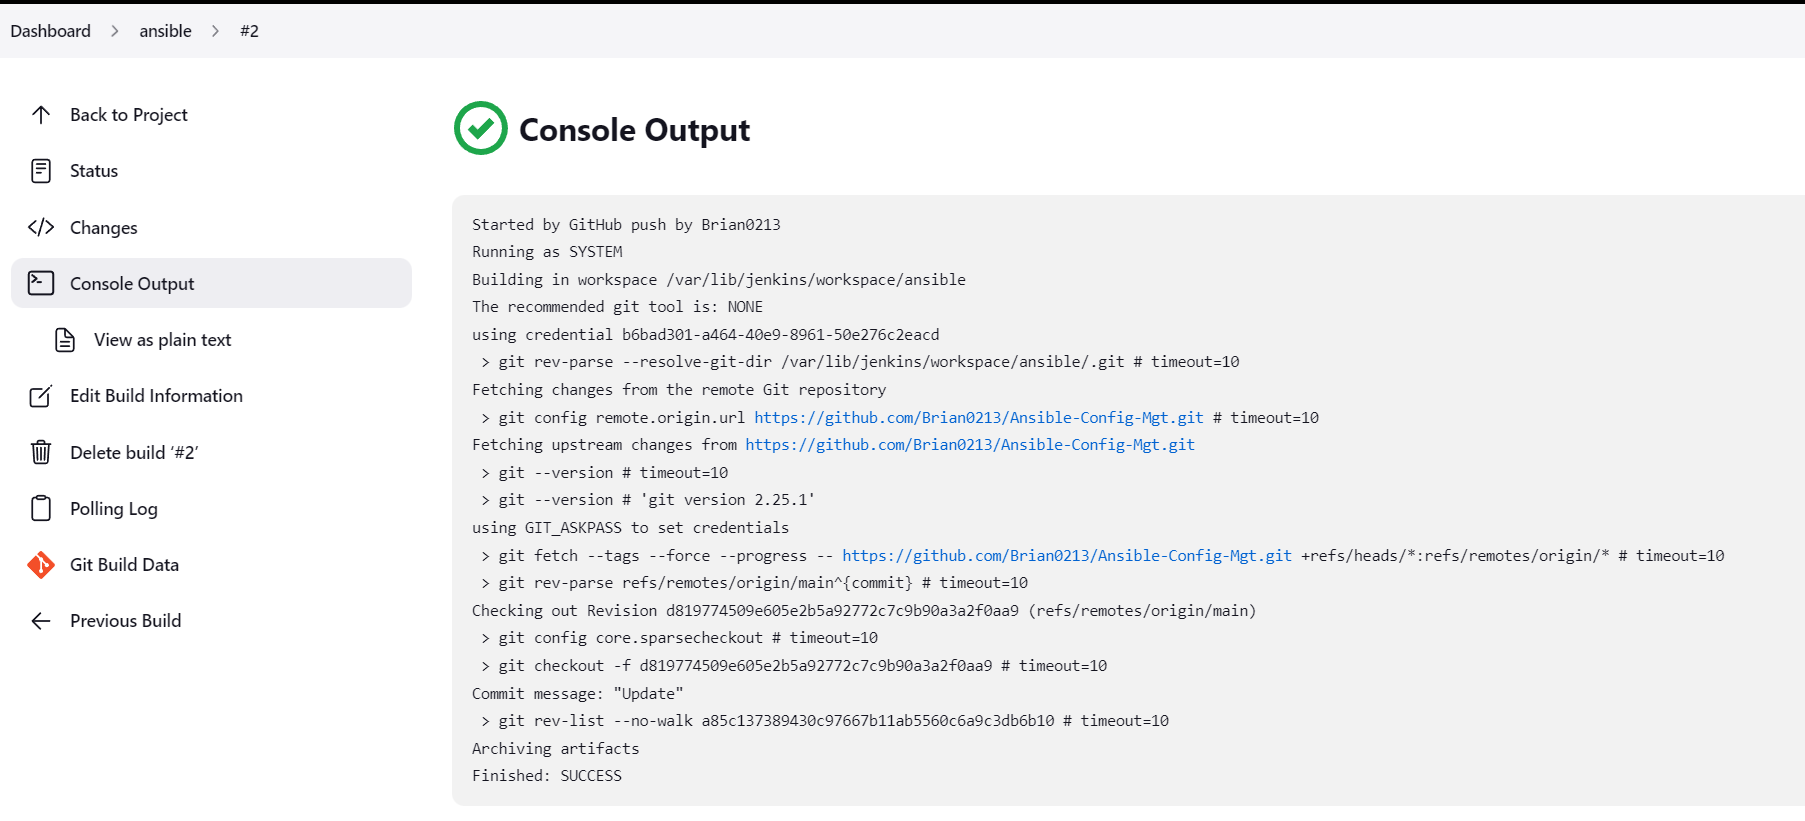 Dashboard > ansible > #2
Back to Project
Status
Changes
Console Output
View as plain text
Edit Build Information
Delete build ‘#2’
Polling Log
Git Build Data
Previous Build
Console Output
Started by GitHub push by Brian0213
Running as SYSTEM
Building in workspace /var/lib/jenkins/workspace/ansible
The recommended git tool is: NONE
using credential b6bad301-a464-40e9-8961-50e276c2eacd
> git rev-parse --resolve-git-dir /var/lib/jenkins/workspace/ansible/.git # timeout=10
Fetching changes from the remote Git repository
> git config remote.origin.url https://github.com/Brian0213/Ansible-Config-Mgt.git # timeout=10
Fetching upstream changes from https://github.com/Brian0213/Ansible-Config-Mgt.git
> git --version # timeout=10
> git --version # 'git version 2.25.1'
using GIT_ASKPASS to set credentials
> git fetch --tags --force --progress -- https://github.com/Brian0213/Ansible-Config-Mgt.git +refs/heads/*:refs/remotes/origin/* # timeout=10
> git rev-parse refs/remotes/origin/main^{commit} # timeout=10
Checking out Revision d819774509e605e2b5a92772c7c9b90a3a2f0aa9 (refs/remotes/origin/main)
> git config core.sparsecheckout # timeout=10
> git checkout -f d819774509e605e2b5a92772c7c9b90a3a2f0aa9 # timeout=10
Commit message: "Update"
> git rev-list --no-walk a85c137389430c97667b11ab5560c6a9c3db6b10 # timeout=10
Archiving artifacts
Finished: SUCCESS